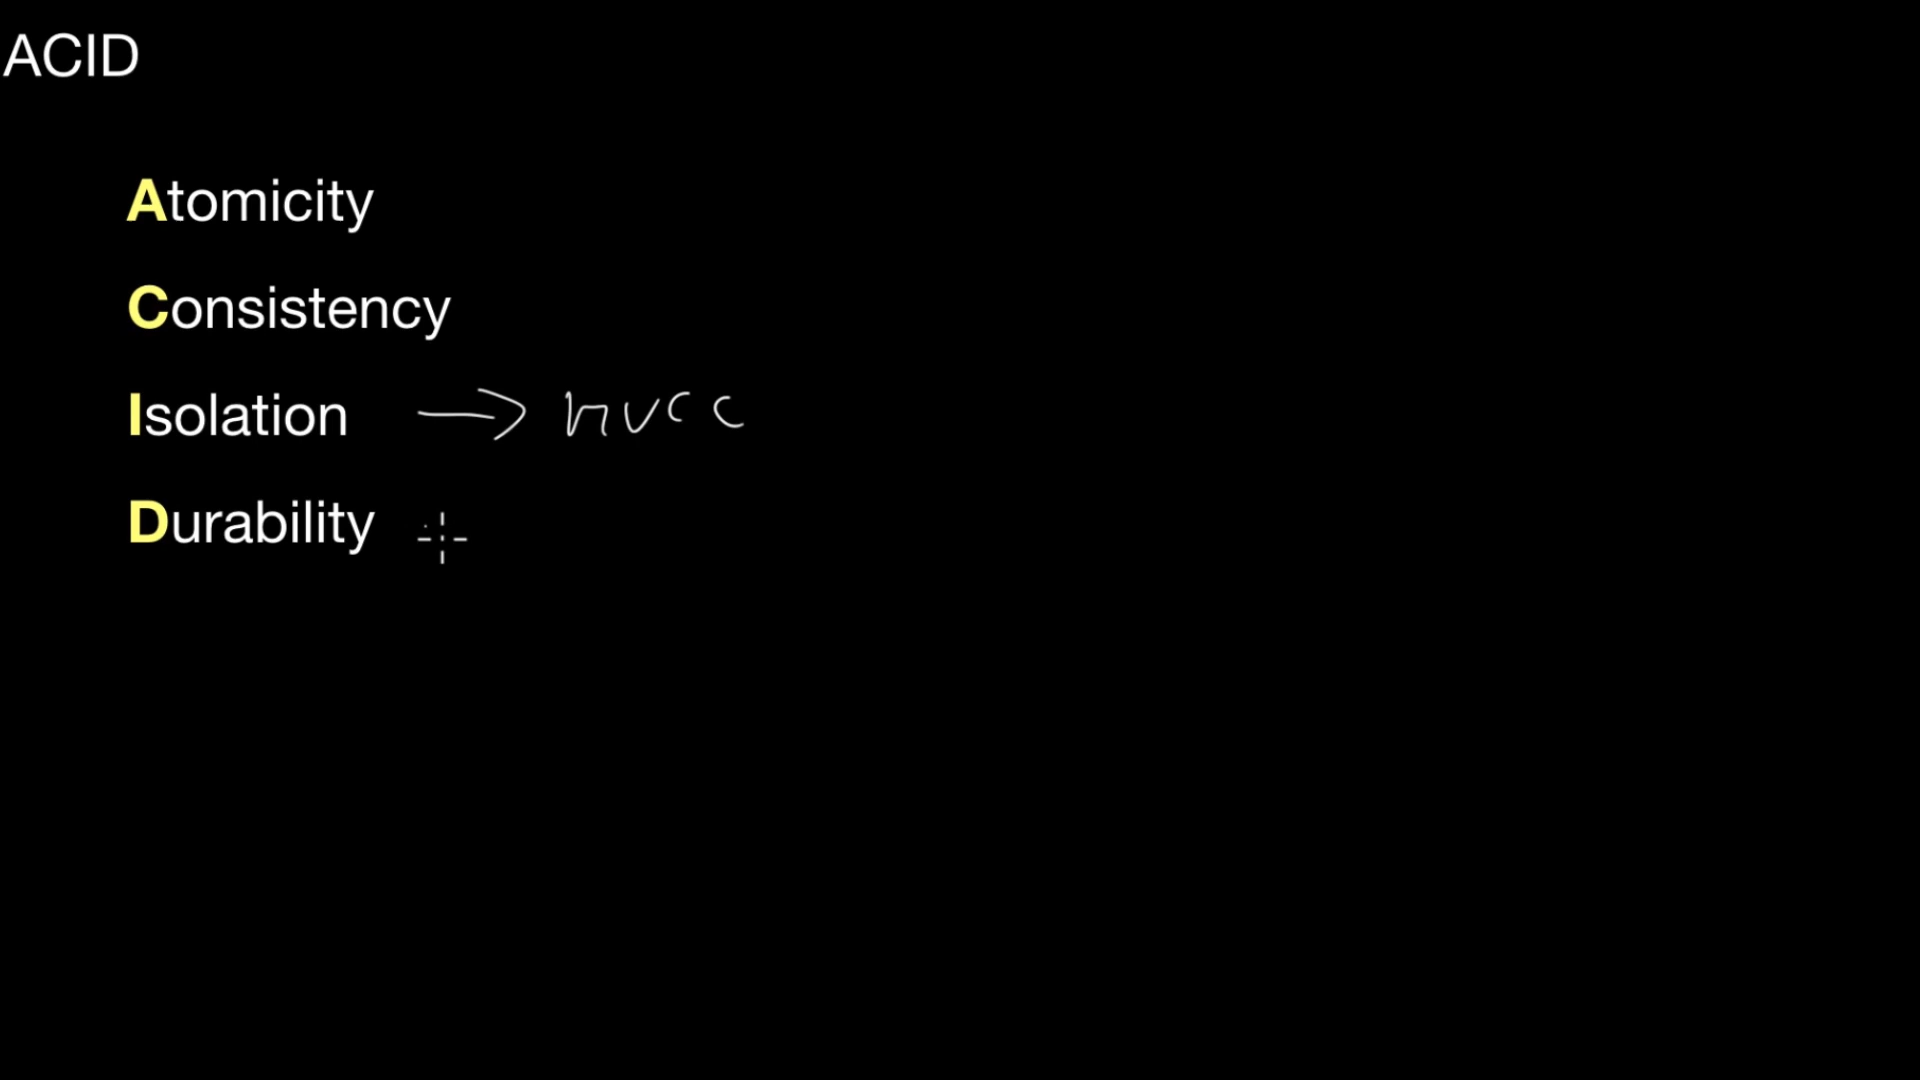 ACID
Atomicity
Consistency
Isolation → MVCC
Durability